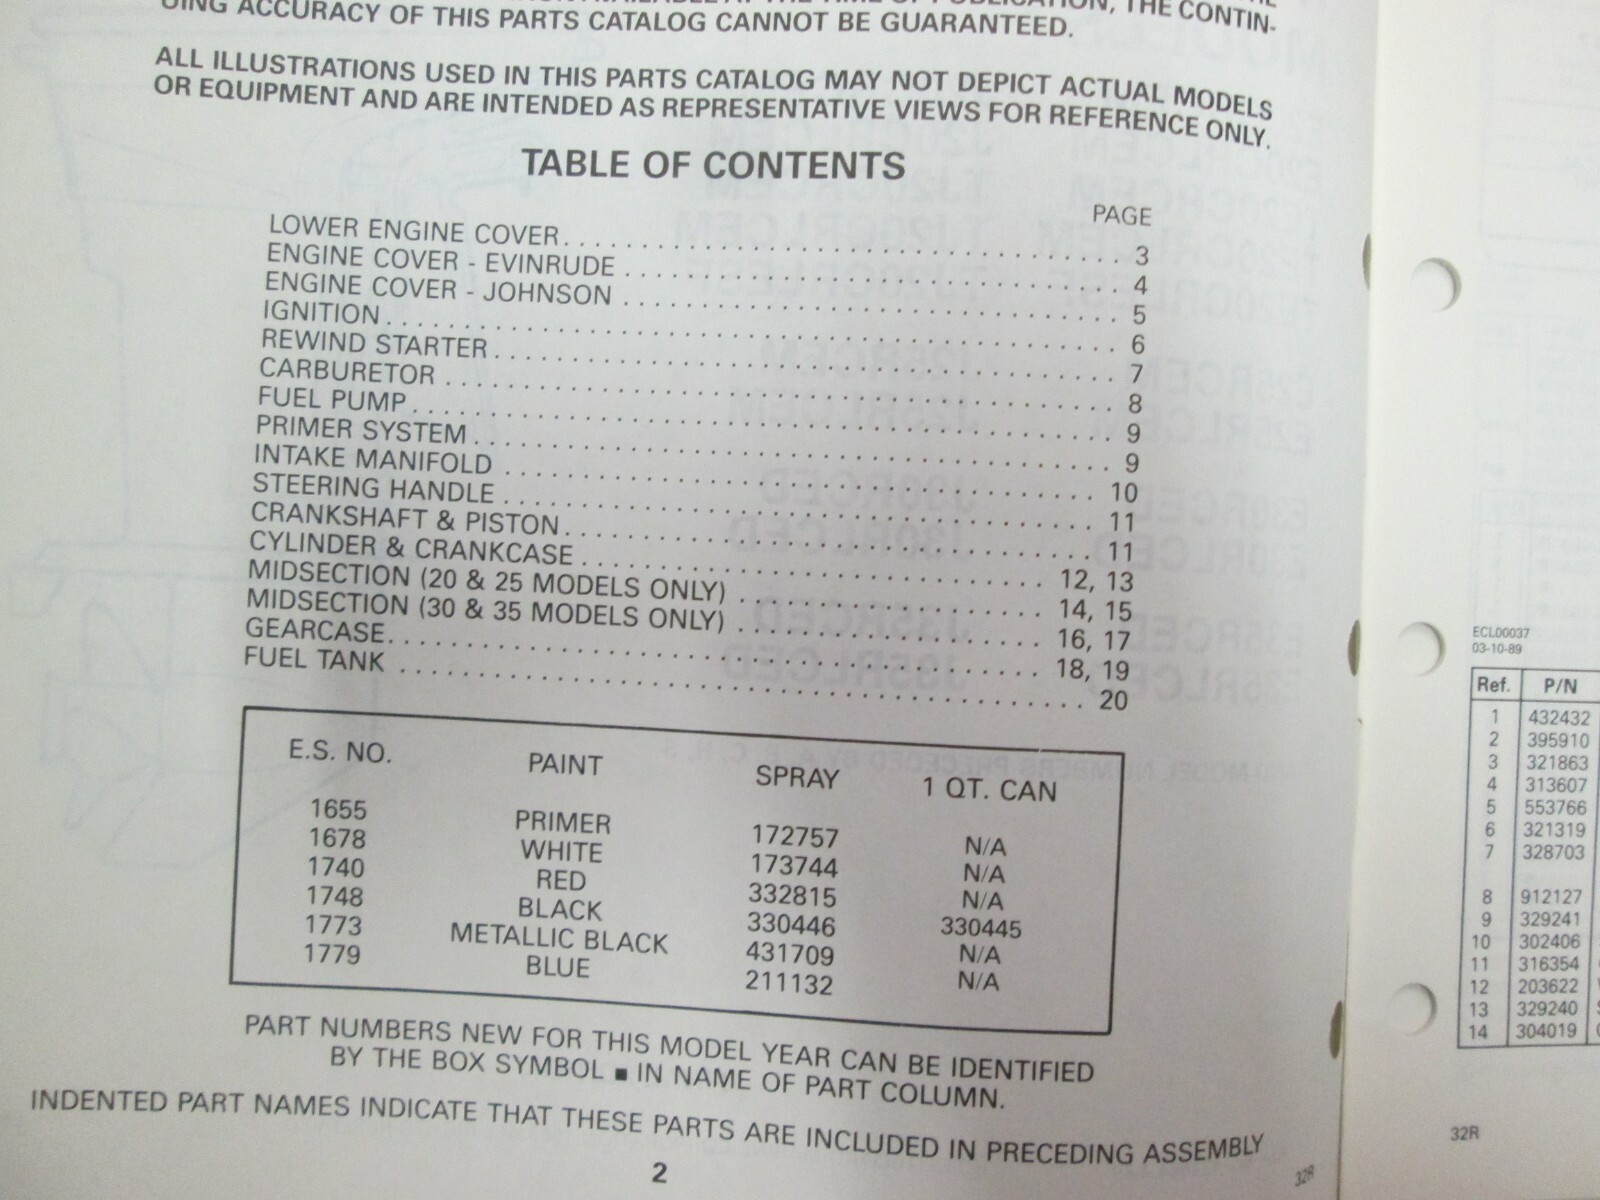 THE CONTIN-
UING ACCURACY OF THIS PARTS CATALOG CANNOT BE GUARANTEED.
ALL ILLUSTRATIONS USED IN THIS PARTS CATALOG MAY NOT DEPICT ACTUAL MODELS
OR EQUIPMENT AND ARE INTENDED AS REPRESENTATIVE VIEWS FOR REFERENCE ONLY.
TABLE OF CONTENTS
PAGE
LOWER ENGINE COVER 3
ENGINE COVER - EVINRUDE 4
ENGINE COVER - JOHNSON 5
IGNITION 6
REWIND STARTER 7
CARBURETOR 8
FUEL PUMP 9
PRIMER SYSTEM 9
INTAKE MANIFOLD 10
STEERING HANDLE 11
CRANKSHAFT & PISTON 11
CYLINDER & CRANKCASE 12, 13
MIDSECTION (20 & 25 MODELS ONLY) 14, 15
MIDSECTION (30 & 35 MODELS ONLY) 16, 17
GEARCASE 18, 19
FUEL TANK 20
E.S. NO. PAINT SPRAY 1 QT. CAN
1655 PRIMER 172757 N/A
1678 WHITE 173744 N/A
1740 RED 332815 N/A
1748 BLACK 330446 330445
1773 METALLIC BLACK 431709 N/A
1779 BLUE 211132 N/A
PART NUMBERS NEW FOR THIS MODEL YEAR CAN BE IDENTIFIED
BY THE BOX SYMBOL ■ IN NAME OF PART COLUMN.
INDENTED PART NAMES INDICATE THAT THESE PARTS ARE INCLUDED IN PRECEDING ASSEMBLY
2
32R
ECL00037
03-10-89
Ref. P/N
1 432432
2 395910
3 321863
4 313607
5 553766
6 321319
7 328703
8 912127
9 329241
10 302406
11 316354
12 203622
13 329240
14 304019
32R